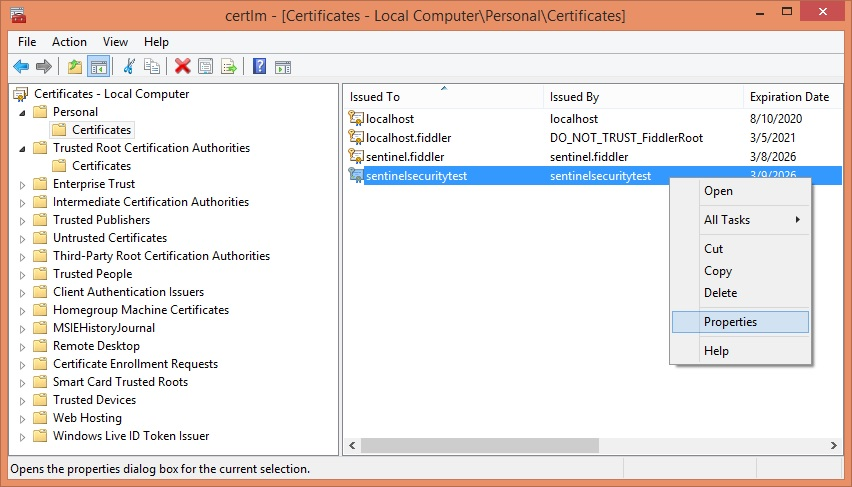 certlm - [Certificates - Local Computer\Personal\Certificates]
File Action View Help
Certificates - Local Computer
Personal
Certificates
Trusted Root Certification Authorities
Certificates
Enterprise Trust
Intermediate Certification Authorities
Trusted Publishers
Untrusted Certificates
Third-Party Root Certification Authorities
Trusted People
Client Authentication Issuers
Homegroup Machine Certificates
MSIEHistoryJournal
Remote Desktop
Certificate Enrollment Requests
Smart Card Trusted Roots
Trusted Devices
Web Hosting
Windows Live ID Token Issuer
Issued To Issued By Expiration Date
localhost localhost 8/10/2020
localhost.fiddler DO_NOT_TRUST_FiddlerRoot 3/5/2021
sentinel.fiddler sentinel.fiddler 3/8/2026
sentinelsecuritytest sentinelsecuritytest 3/9/2026
Open
All Tasks
Cut
Copy
Delete
Properties
Help
Opens the properties dialog box for the current selection.